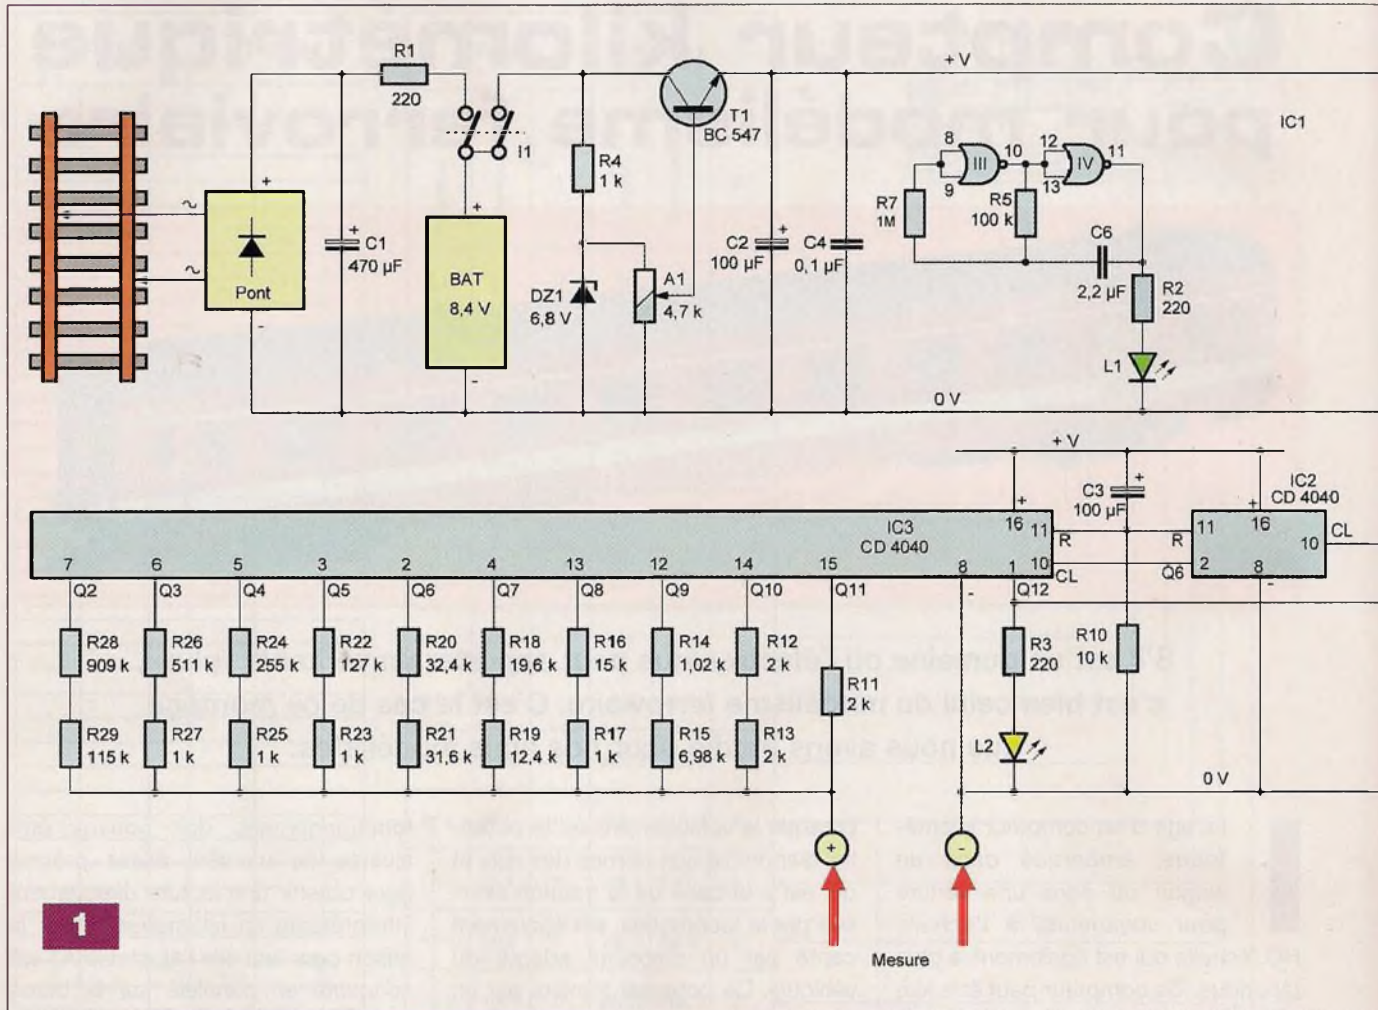 R1
220
I1
T1
BC 547
+ V
IC1
R4
1 k
8
9
III
10
12
13
IV
11
R7
1M
R5
100 k
C6
2,2 µF
R2
220
L1
+
~
~
Pont
-
+
C1
470 µF
+
BAT
8,4 V
-
DZ1
6,8 V
A1
4,7 k
C2
100 µF
+
C4
0,1 µF
0 V
+ V
C3
100 µF
+
IC2
CD 4040
IC3
CD 4040
16
+
11
R
10
CL
11
R
2
Q6
+
16
8
-
10
CL
7
6
5
3
2
4
13
12
14
15
8
1
Q2
Q3
Q4
Q5
Q6
Q7
Q8
Q9
Q10
Q11
-
Q12
R28
909 k
R26
511 k
R24
255 k
R22
127 k
R20
32,4 k
R18
19,6 k
R16
15 k
R14
1,02 k
R12
2 k
R11
2 k
R3
220
R10
10 k
R29
115 k
R27
1 k
R25
1 k
R23
1 k
R21
31,6 k
R19
12,4 k
R17
1 k
R15
6,98 k
R13
2 k
L2
0 V
+
-
Mesure
1